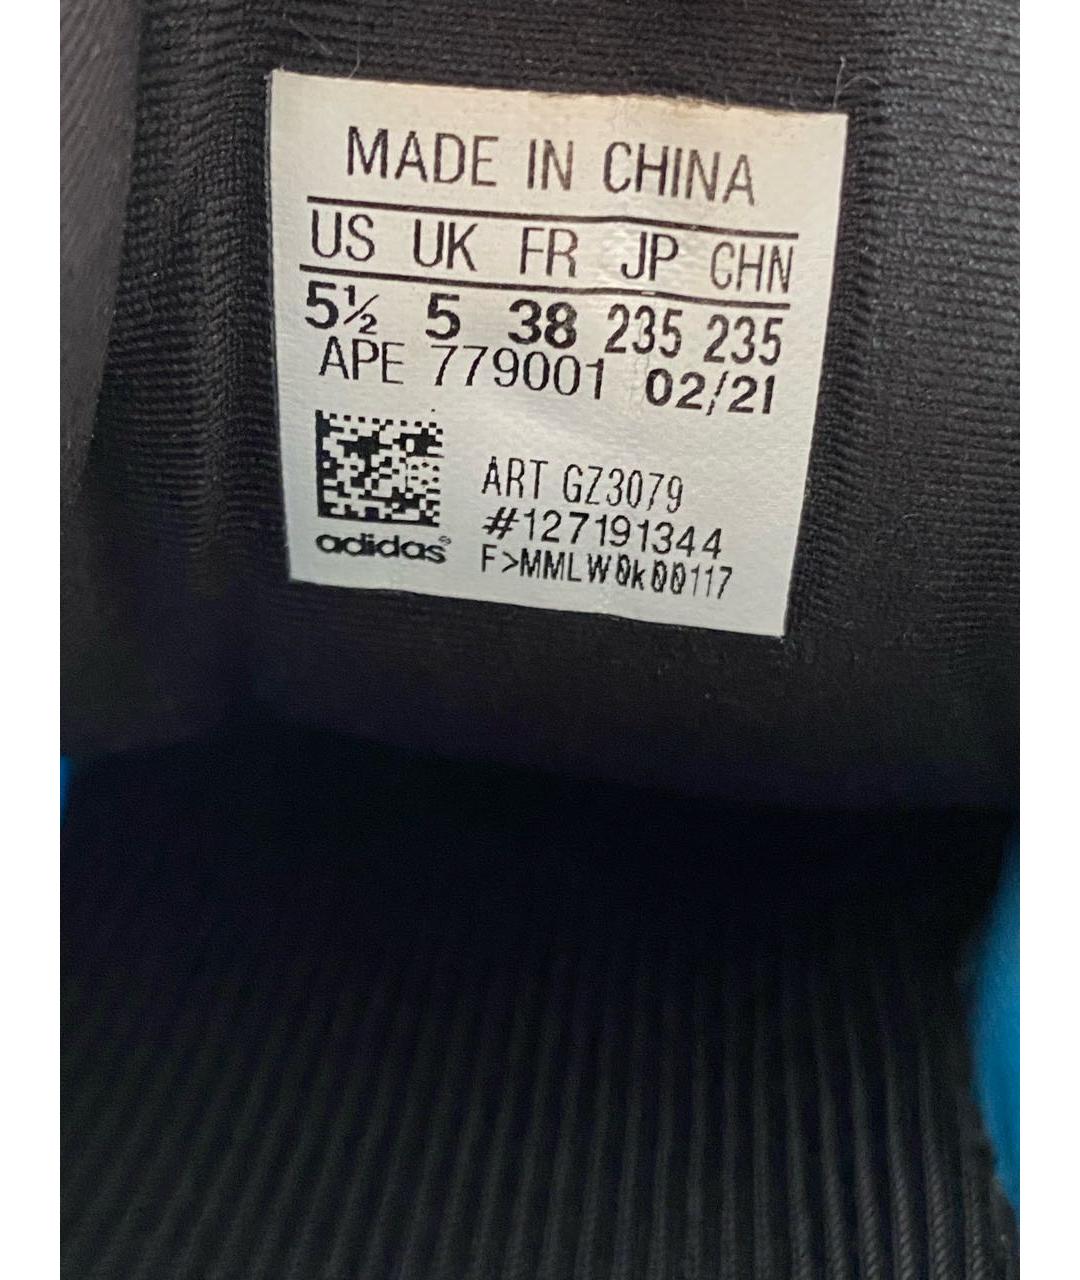 MADE IN CHINA
US UK FR JP CHN
5½ 5 38 235 235
APE 779001 02/21
ART GZ3079
#127191344
F>MMLW0k00117
adidas®